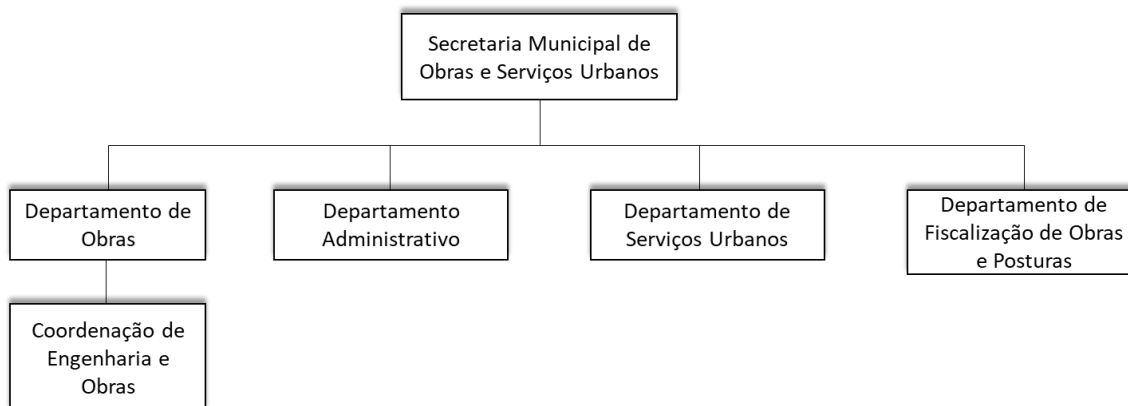 Secretaria Municipal de
Obras e Serviços Urbanos
Departamento de
Obras
Departamento
Administrativo
Departamento de
Serviços Urbanos
Departamento de
Fiscalização de Obras
e Posturas
Coordenação de
Engenharia e
Obras